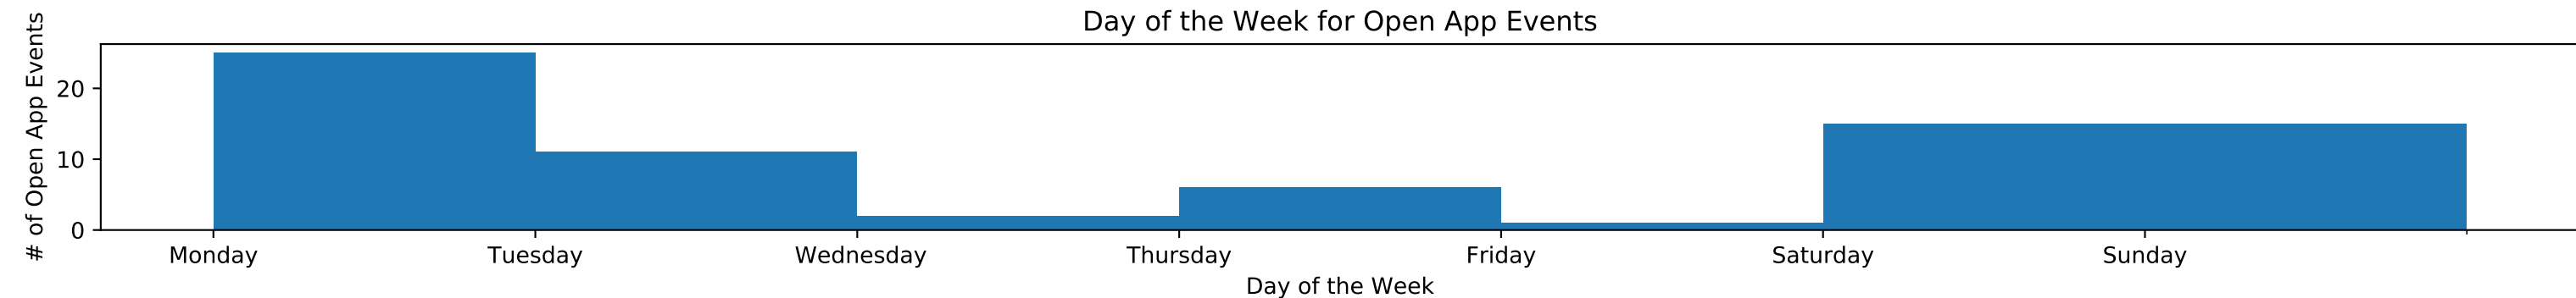 Day of the Week for Open App Events
# of Open App Events
20
10
0
Monday Tuesday Wednesday Thursday Friday Saturday Sunday
Day of the Week